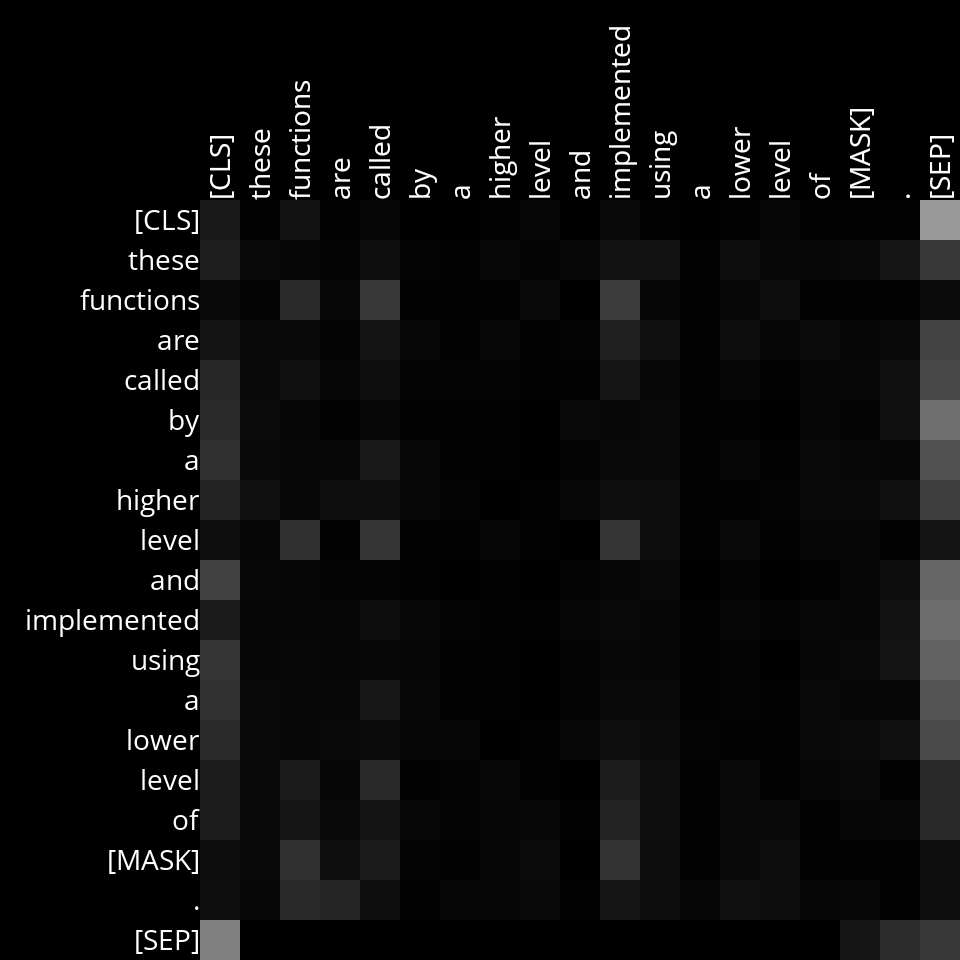 [CLS] these functions are called by a higher level and implemented using a lower level of [MASK] . [SEP]
[CLS]
these
functions
are
called
by
a
higher
level
and
implemented
using
a
lower
level
of
[MASK]
.
[SEP]